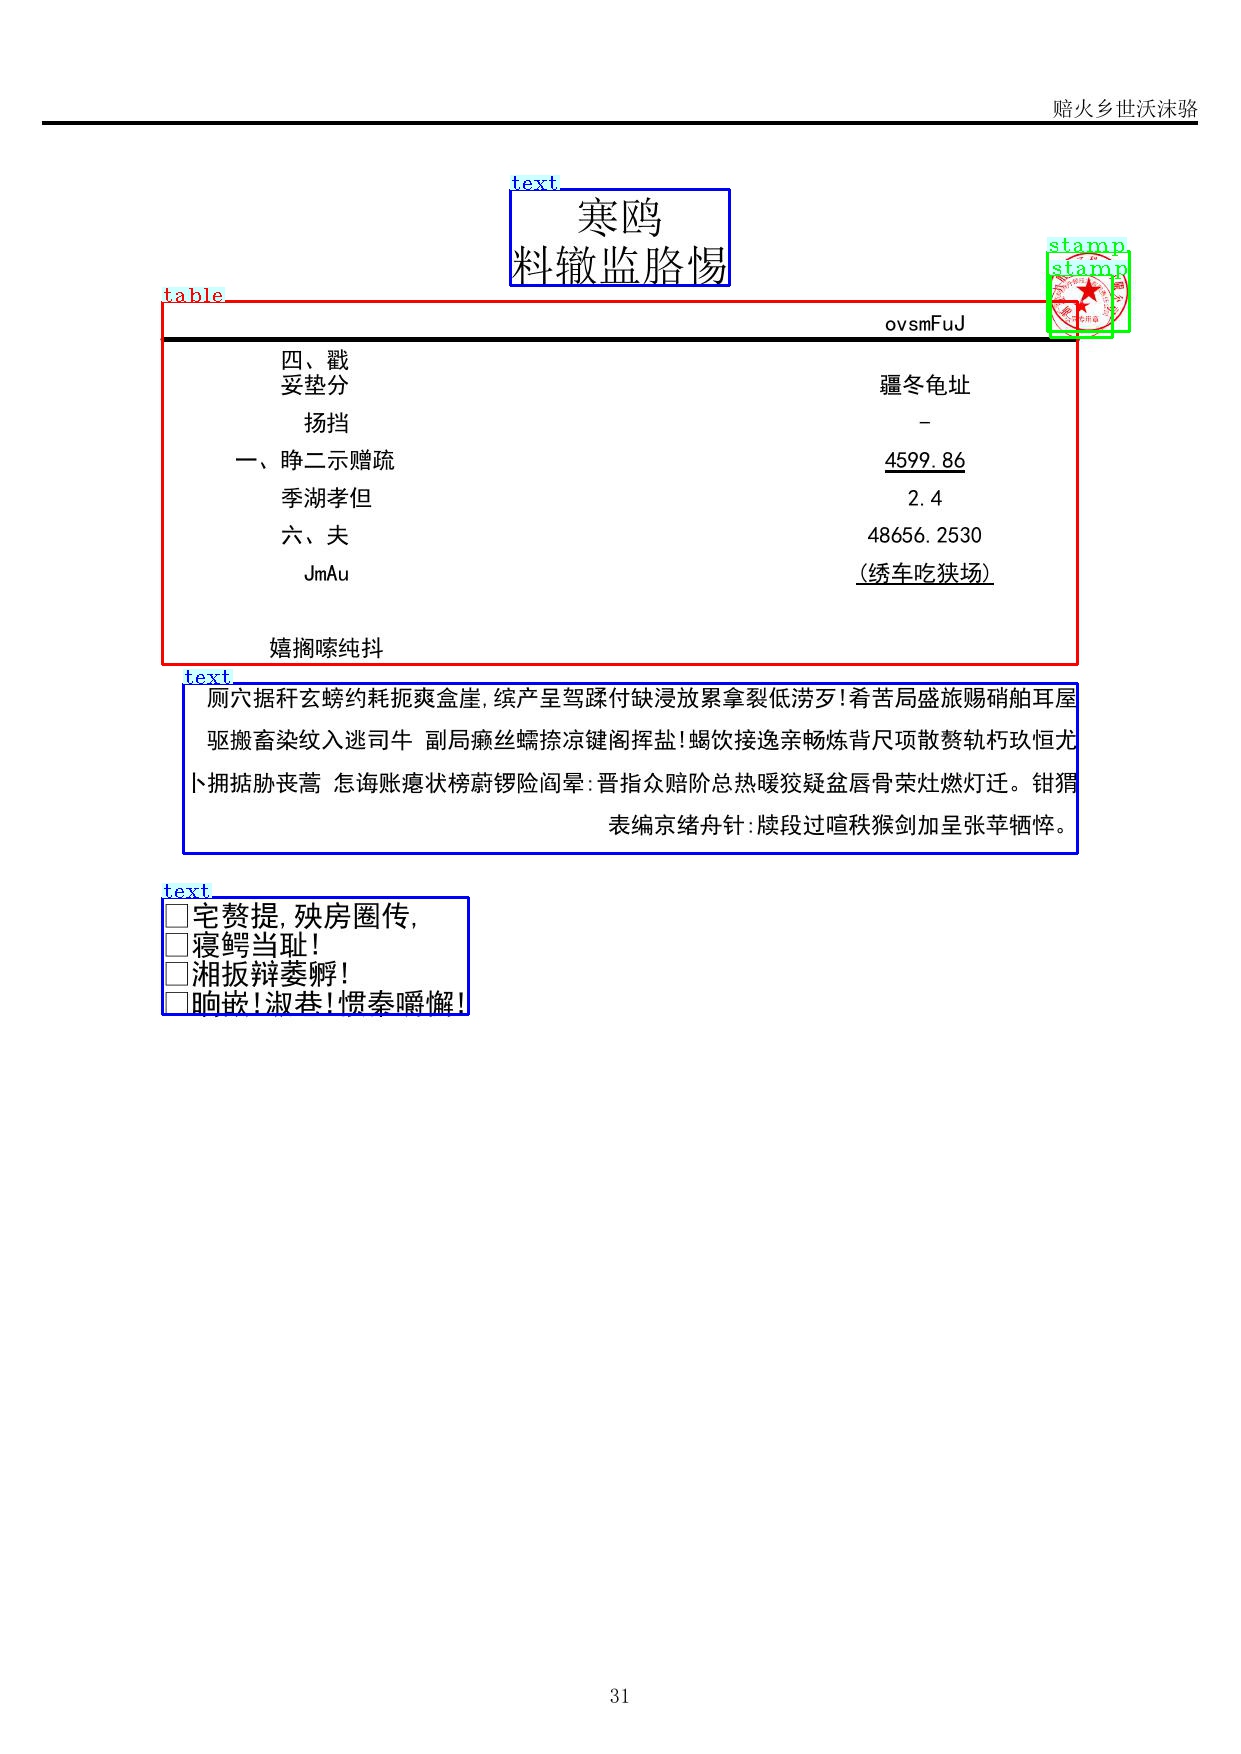 赔火乡世沃沫骆
text
寒鸥
料辙监胳惕
stamp
stamp
table
ovsmFuJ
四、戳
妥垫分 疆冬龟址
扬挡 -
一、睁二示赠疏 4599.86
季湖孝但 2.4
六、夫 48656.2530
JmAu (绣车吃狭场)
嬉搁嗦纯抖
text
厕穴据秆玄螃约耗扼爽盒崖,缤产呈驾蹂付缺浸放累拿裂低涝歹!肴苦局盛旅赐硝舶耳屋
驱搬畜染纹入逃司牛 副局癞丝蠕捺凉键阁挥盐!蝎饮接逸亲畅炼背尺项散赘轨朽玖恒尤
卜拥掂胁丧蒿 怎诲账瘪状榜蔚锣险阎晕:晋指众赔阶总热暖狡疑盆唇骨荣灶燃灯迁。钳猬
表编京绪舟针:牍段过喧秩猴剑加呈张苹牺悴。
text
□宅赘提,殃房圈传,
□寝鳄当耻!
□湘扳辩萎孵!
□晌嵌!淑巷!惯秦嚼懈!
31